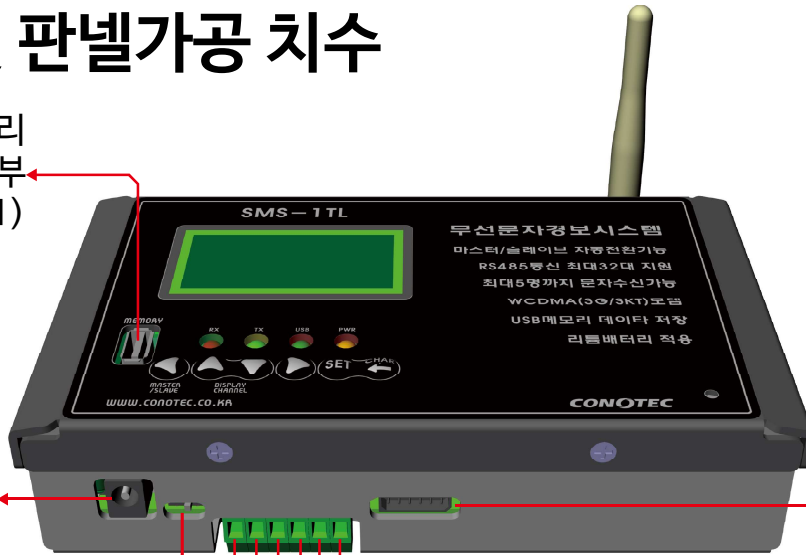 판넬가공 치수
리
부
)
SMS-1TL
무선문자경보시스템
마스터/슬레이브 자동전환기능
RS485통신 최대32대 지원
최대5명까지 문자수신가능
WCDMA(3G/SKT)모뎀
USB메모리 데이타 저장
리튬배터리 적용
MEMORY
RX TX USB PWR
SET CHAR
MASTER /SLAVE
DISPLAY CHANNEL
WWW.CONOTEC.CO.KR
CONOTEC